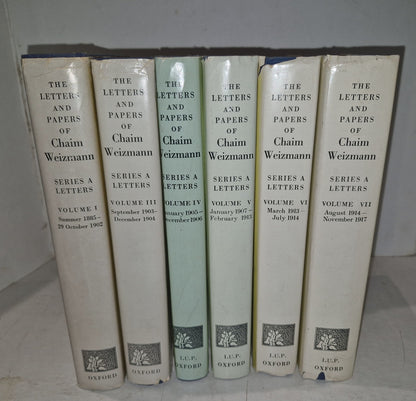 THE
LETTERS
AND
PAPERS
OF
Chaim
Weizmann
SERIES A
LETTERS
VOLUME I
Summer 1885–
29 October 1902
OXFORD
THE
LETTERS
AND
PAPERS
OF
Chaim
Weizmann
SERIES A
LETTERS
VOLUME III
September 1903–
December 1904
OXFORD
THE
LETTERS
AND
PAPERS
OF
Chaim
Weizmann
SERIES A
LETTERS
VOLUME IV
January 1905–
December 1906
I.U.P.
OXFORD
THE
LETTERS
AND
PAPERS
OF
Chaim
Weizmann
SERIES A
LETTERS
VOLUME V
January 1907–
February 1913
I.U.P.
OXFORD
THE
LETTERS
AND
PAPERS
OF
Chaim
Weizmann
SERIES A
LETTERS
VOLUME VI
March 1913–
July 1914
I.U.P.
OXFORD
THE
LETTERS
AND
PAPERS
OF
Chaim
Weizmann
SERIES A
LETTERS
VOLUME VII
August 1914–
November 1917
I.U.P.
OXFORD